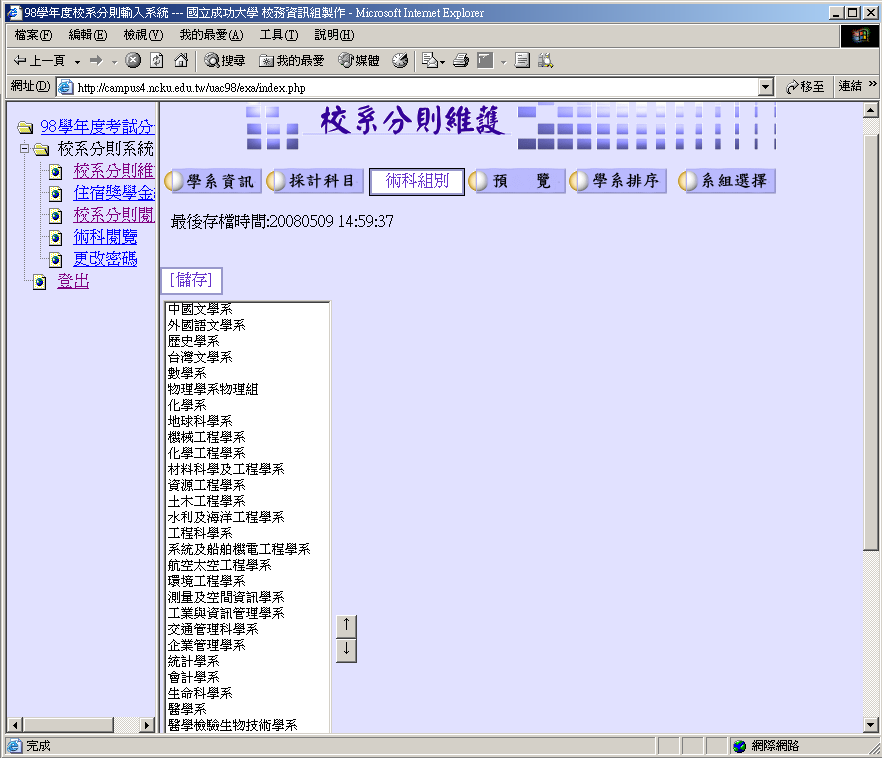 98學年度校系分則輸入系統 --- 國立成功大學 校務資訊組製作 - Microsoft Internet Explorer
檔案(F) 編輯(E) 檢視(V) 我的最愛(A) 工具(T) 說明(H)
上一頁 搜尋 我的最愛 媒體
網址(D) http://campus4.ncku.edu.tw/uac98/exa/index.php 移至 連結 »
98學年度考試分
校系分則系統
校系分則維
住宿獎學金
校系分則閱
術科閱覽
更改密碼
登出
校系分則維護
學系資訊 採計科目 術科組別 預 覽 學系排序 系組選擇
最後存檔時間:20080509 14:59:37
[儲存]
中國文學系
外國語文學系
歷史學系
台灣文學系
數學系
物理學系物理組
化學系
地球科學系
機械工程學系
化學工程學系
材料科學及工程學系
資源工程學系
土木工程學系
水利及海洋工程學系
工程科學系
系統及船舶機電工程學系
航空太空工程學系
環境工程學系
測量及空間資訊學系
工業與資訊管理學系
交通管理科學系
企業管理學系
統計學系
會計學系
生命科學系
醫學系
醫學檢驗生物技術學系
↑
↓
完成 網際網路